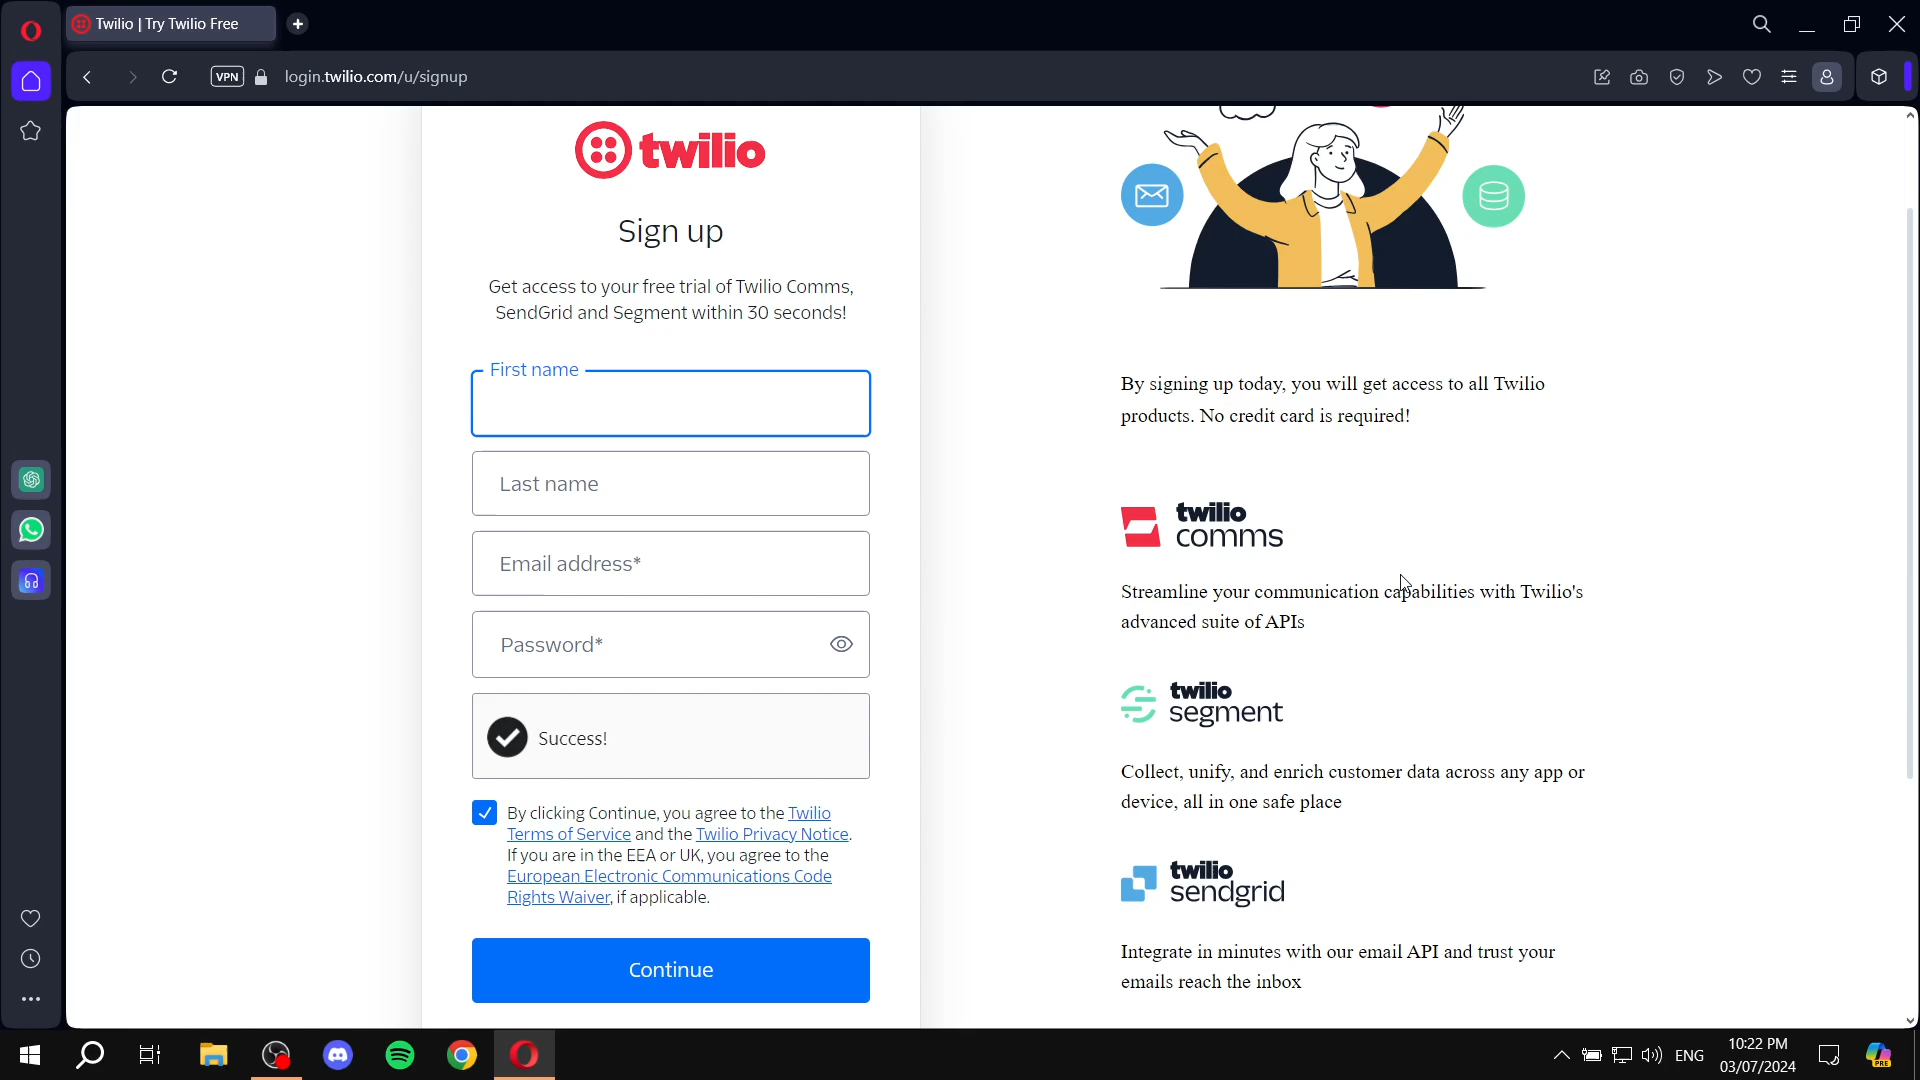 Twilio | Try Twilio Free
VPN
login.twilio.com/u/signup
twilio
Sign up
Get access to your free trial of Twilio Comms,
SendGrid and Segment within 30 seconds!
First name
Last name
Email address*
Password*
Success!
By clicking Continue, you agree to the Twilio
Terms of Service and the Twilio Privacy Notice.
If you are in the EEA or UK, you agree to the
European Electronic Communications Code
Rights Waiver, if applicable.
Continue
By signing up today, you will get access to all Twilio
products. No credit card is required!
twilio
comms
Streamline your communication capabilities with Twilio's
advanced suite of APIs
twilio
segment
Collect, unify, and enrich customer data across any app or
device, all in one safe place
twilio
sendgrid
Integrate in minutes with our email API and trust your
emails reach the inbox
ENG
10:22 PM
03/07/2024
PRE